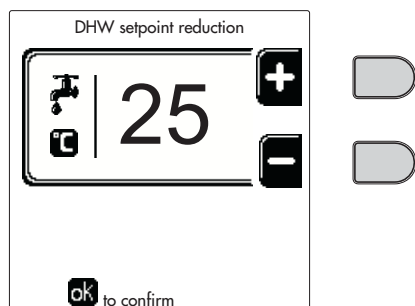 DHW setpoint reduction
+
°C 25
-
ok to confirm